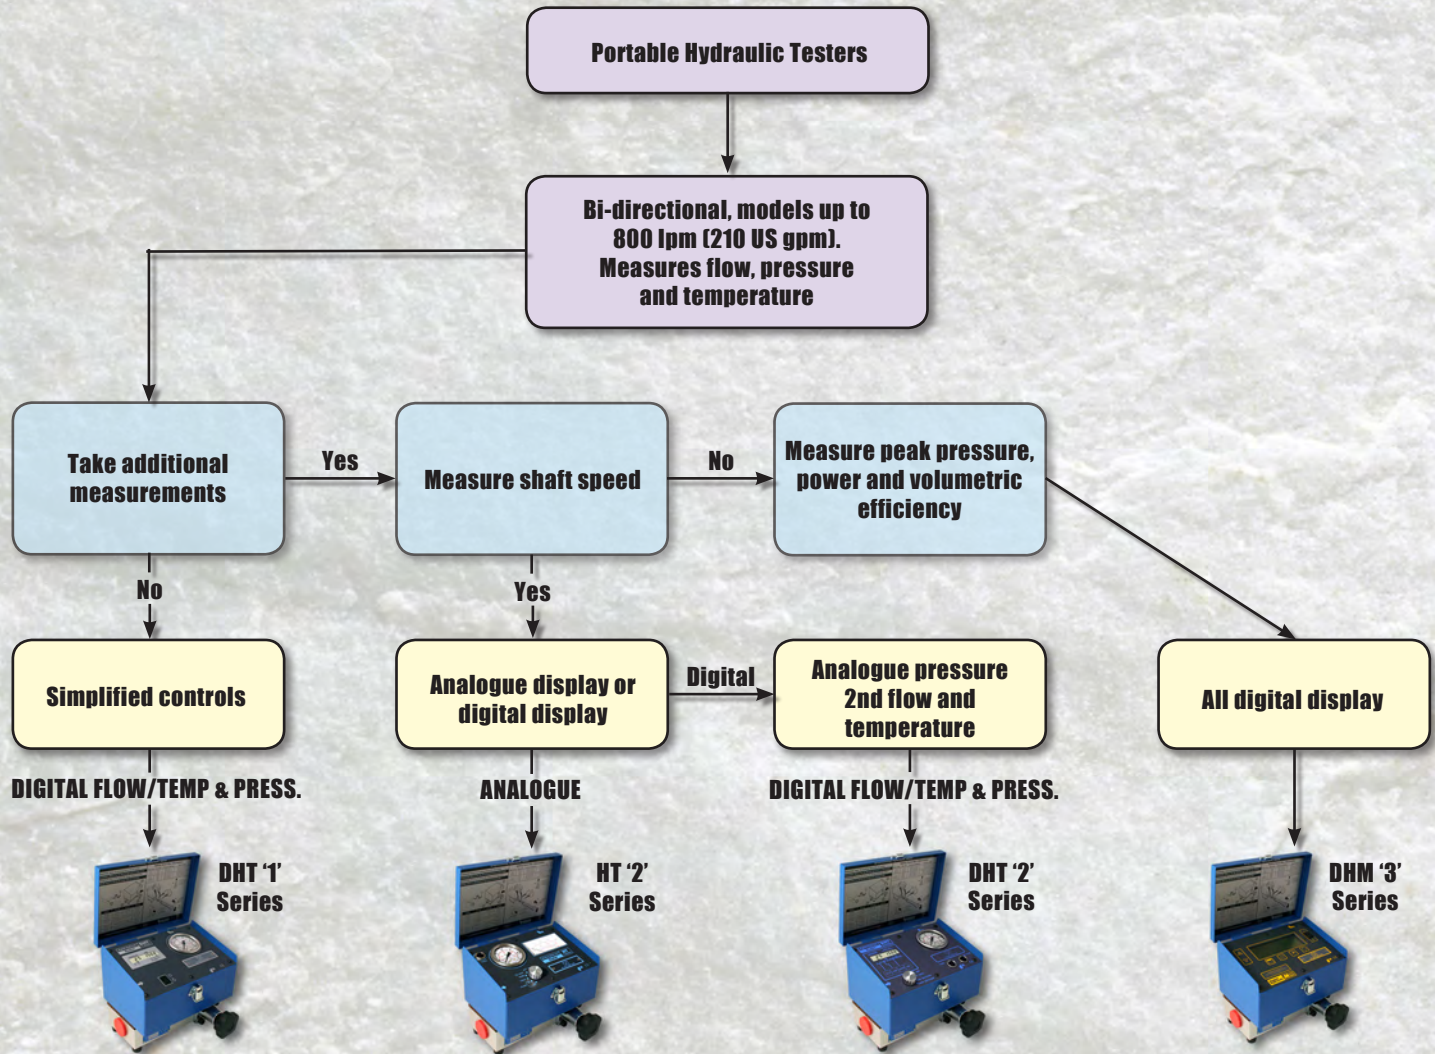 Portable Hydraulic Testers
Bi-directional, models up to
800 lpm (210 US gpm).
Measures flow, pressure
and temperature
Take additional
measurements
Yes
Measure shaft speed
No
Measure peak pressure,
power and volumetric
efficiency
No
Yes
Simplified controls
Analogue display or
digital display
Digital
Analogue pressure
2nd flow and
temperature
All digital display
DIGITAL FLOW/TEMP & PRESS.
ANALOGUE
DIGITAL FLOW/TEMP & PRESS.
DHT ‘1’
Series
HT ‘2’
Series
DHT ‘2’
Series
DHM ‘3’
Series